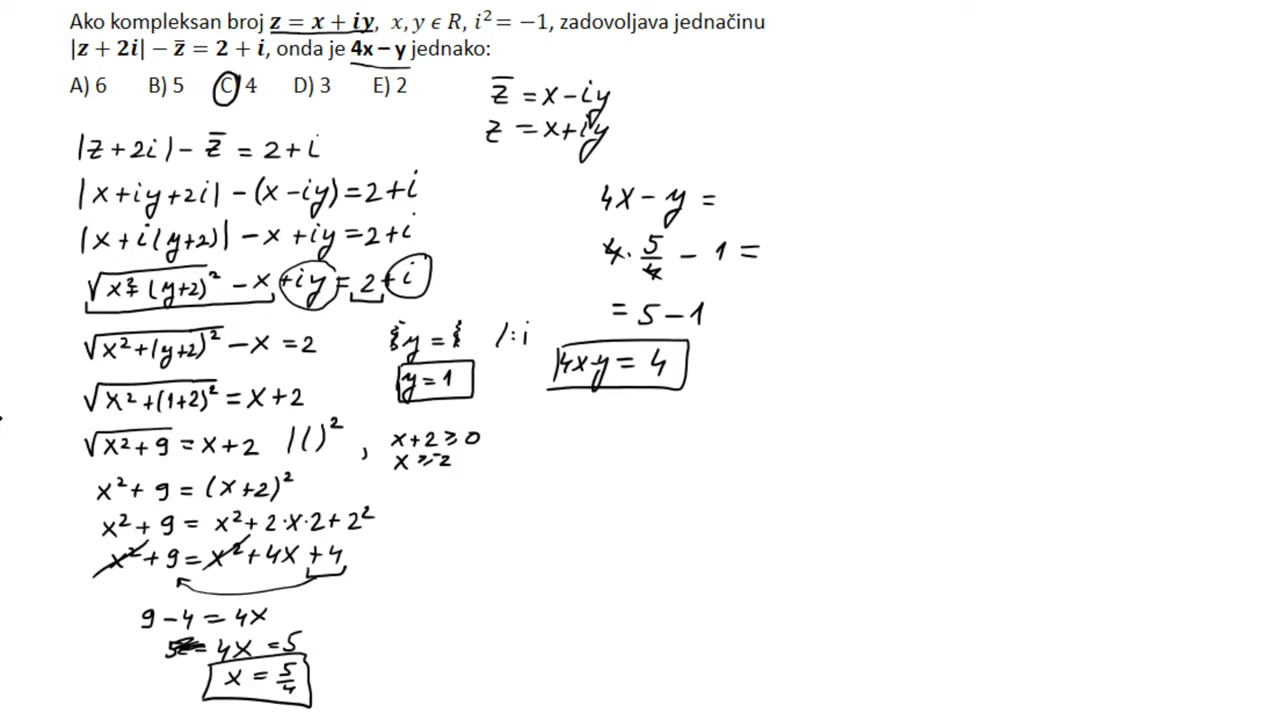 Ako kompleksan broj z = x + iy, x, y ϵ R, i² = −1, zadovoljava jednačinu
|z + 2i| − z̄ = 2 + i, onda je 4x – y jednako:
A) 6 B) 5 C) 4 D) 3 E) 2
z̄ = x − iy
z = x + iy
|z + 2i| − z̄ = 2 + i
|x + iy + 2i| − (x − iy) = 2 + i
|x + i(y+2)| − x + iy = 2 + i
√(x² + (y+2)²) − x + iy = 2 + i
√(x² + (y+2)²) − x = 2
iy = i /: i
y = 1
√(x² + (1+2)²) = x + 2
√(x² + 9) = x + 2 /()², x + 2 ≥ 0
x ≥ −2
x² + 9 = (x + 2)²
x² + 9 = x² + 2·x·2 + 2²
x² + 9 = x² + 4x + 4
9 − 4 = 4x
4x = 5
x = 5/4
4x − y =
4 · 5/4 − 1 =
= 5 − 1
4x-y = 4